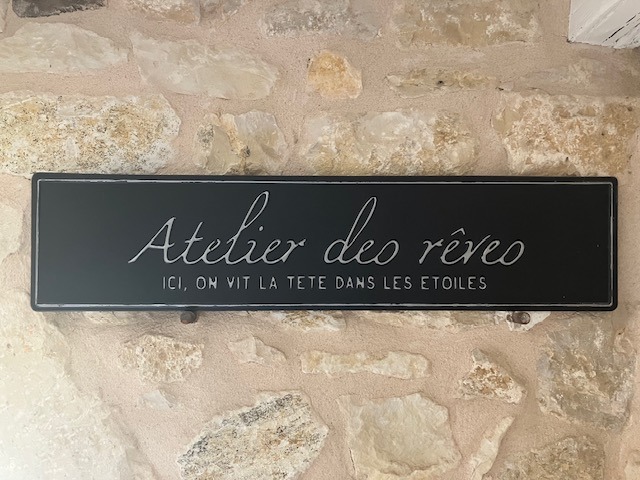 Atelier des rêves
ICI, ON VIT LA TETE DANS LES ETOILES